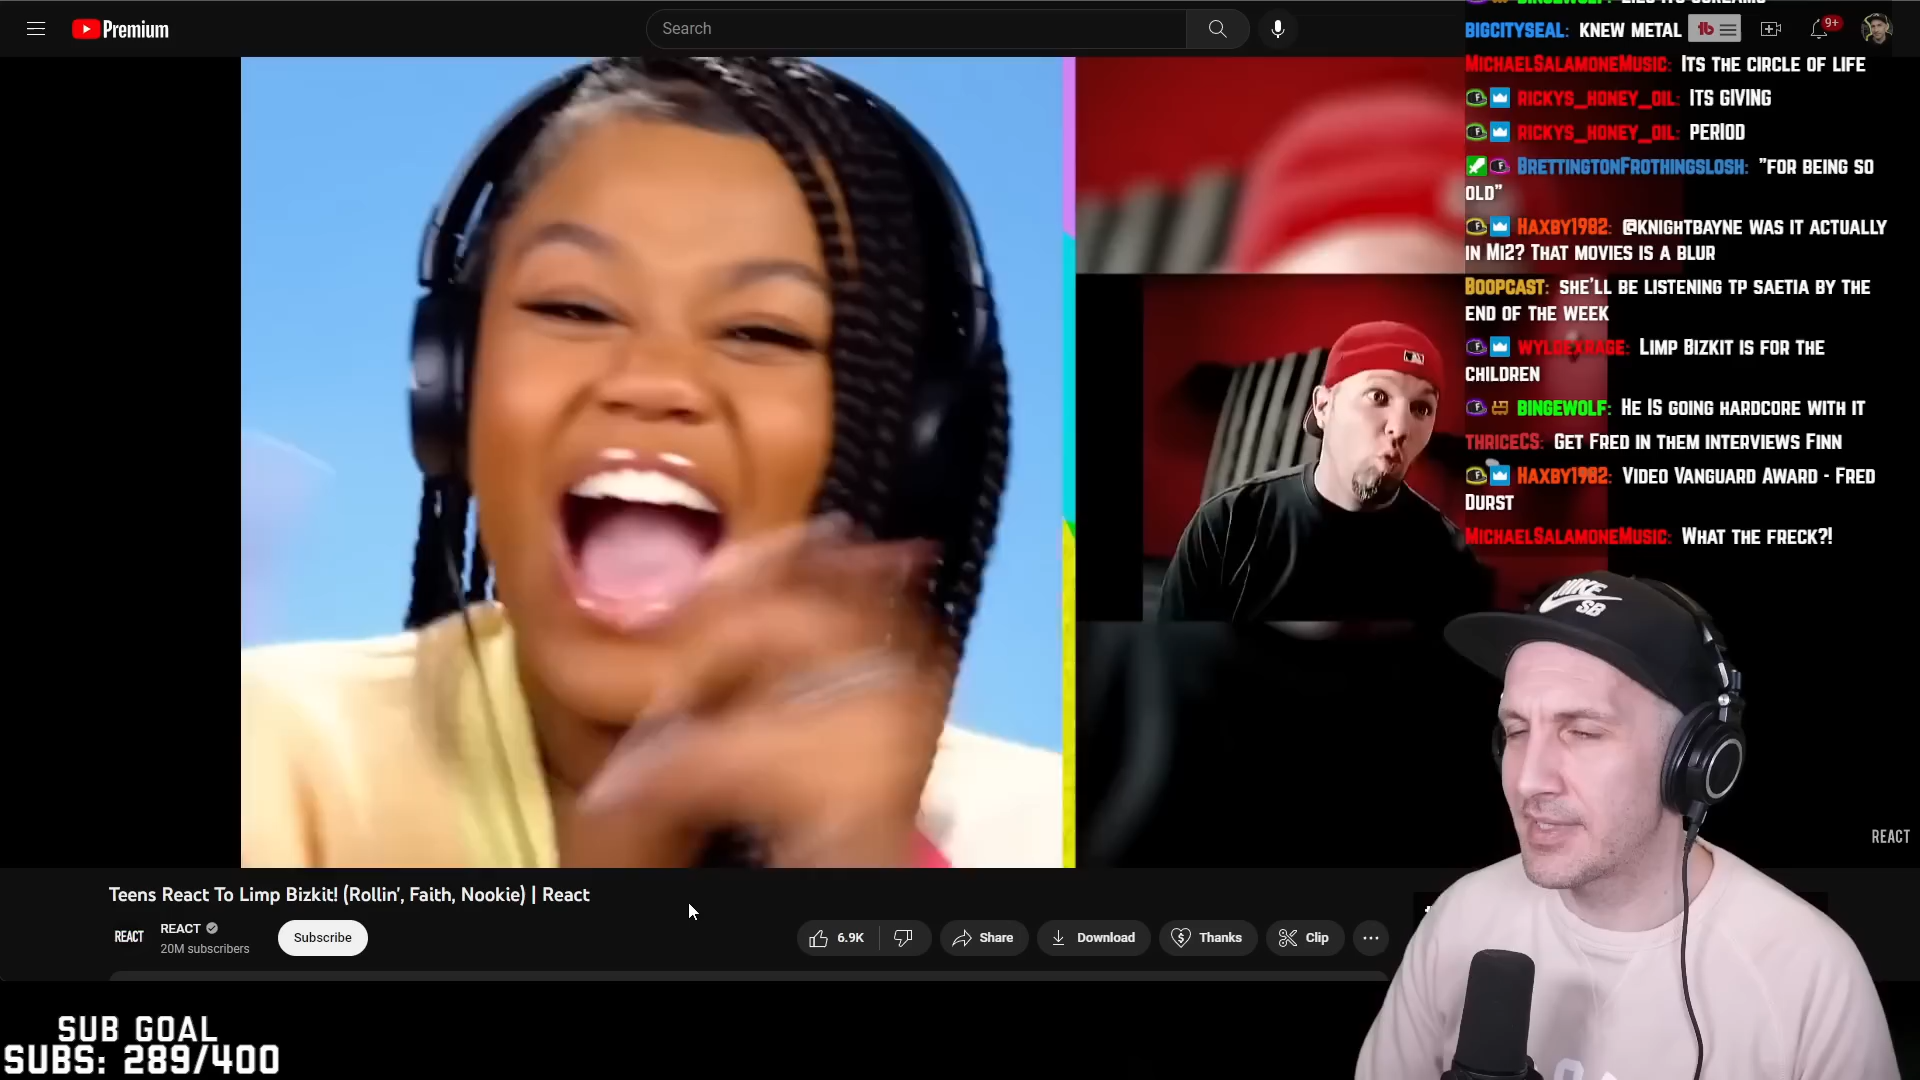 Premium
Search
9+
BIGCITYSEAL: KNEW METAL
MICHAELSALAMONEMUSIC: ITS THE CIRCLE OF LIFE
RICKYS_HONEY_OIL: ITS GIVING
RICKYS_HONEY_OIL: PERIOD
BRETTINGTONFROTHINGSLOSH: "FOR BEING SO
OLD"
HAXBY1982: @KNIGHTBAYNE WAS IT ACTUALLY
IN MI2? THAT MOVIES IS A BLUR
BOOPCAST: SHE'LL BE LISTENING TP SAETIA BY THE
END OF THE WEEK
WYLDEXRAGE: LIMP BIZKIT IS FOR THE
CHILDREN
BINGEWOLF: HE IS GOING HARDCORE WITH IT
THRICECS: GET FRED IN THEM INTERVIEWS FINN
HAXBY1982: VIDEO VANGUARD AWARD - FRED
DURST
MICHAELSALAMONEMUSIC: WHAT THE FRECK?!
NIKE
SB
REACT
Teens React To Limp Bizkit! (Rollin', Faith, Nookie) | React
REACT
REACT
20M subscribers
Subscribe
6.9K
Share
Download
Thanks
Clip
SUB GOAL
SUBS: 289/400